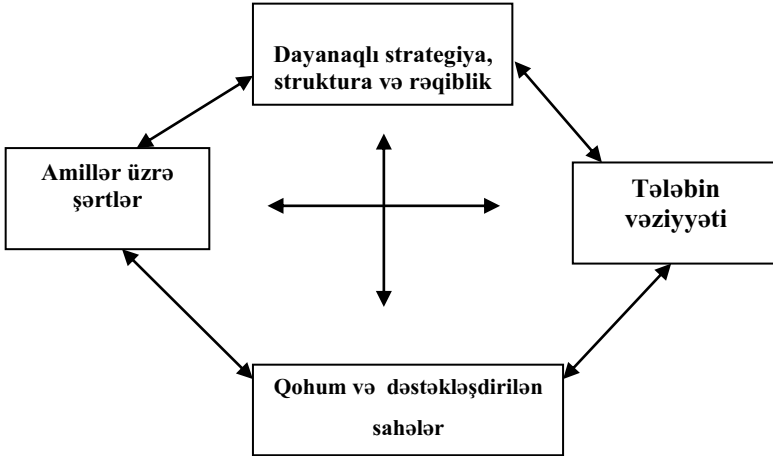 Dayanaqlı strategiya,
struktura və rəqiblik
Amillər üzrə
şərtlər
Tələbin
vəziyyəti
Qohum və dəstəkləşdirilən
sahələr